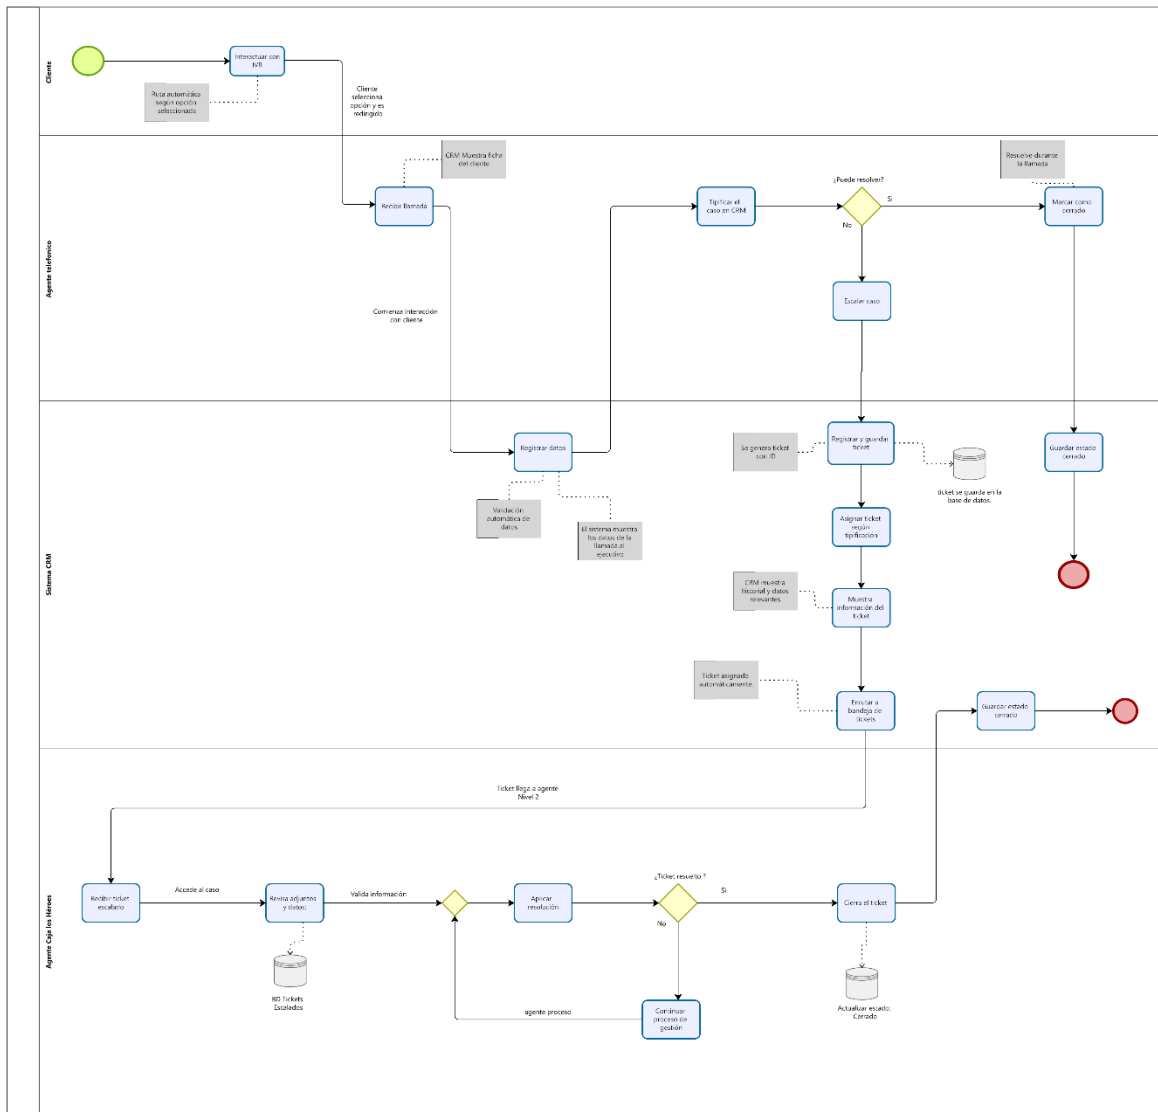 Cliente
Interactuar con
IVR
Ruta automática
según opción
seleccionada
Cliente
selecciona
opción y es
redirigido
Agente telefonico
CRM Muestra ficha
del cliente
Recibir llamada
Comienza interacción
con cliente
Tipificar el
caso en CRM
¿Puede resolver?
Si
No
Resuelve durante
la llamada
Marcar como
cerrado
Escalar caso
Sistema CRM
Registrar datos
Validación
automática de
datos
El sistema muestra
los datos de la
llamada al
ejecutivo
Se genera ticket
con ID
Registrar y guardar
ticket
ticket se guarda en la
base de datos.
Guardar estado
cerrado
Asignar ticket
según
tipificación
CRM muestra
historial y datos
relevantes.
Muestra
información del
ticket
Ticket asignado
automáticamente.
Enrutar a
bandeja de
tickets
Guardar estado
cerrado
Agente Caja los Héroes
Ticket llega a agente
Nivel 2
Recibir ticket
escalado
Accede al caso
Revisa adjuntos
y datos
Valida información
Aplicar
resolución
¿Ticket resuelto ?
Si
No
Cierra el ticket
BD Tickets
Escalados
agente proceso
Continuar
proceso de
gestión
Actualizar estado:
Cerrado